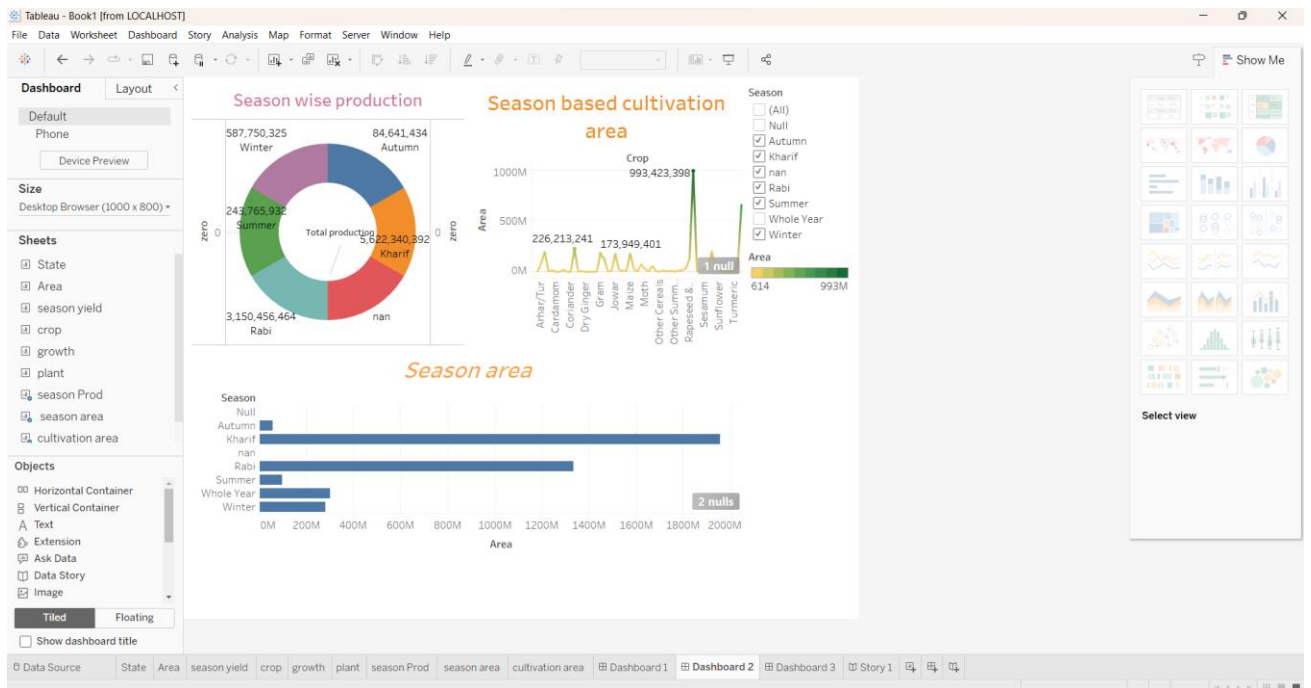 Tableau - Book1 [from LOCALHOST]
File Data Worksheet Dashboard Story Analysis Map Format Server Window Help
Show Me
Dashboard Layout
Default
Phone
Device Preview
Size
Desktop Browser (1000 x 800)
Sheets
State
Area
season yield
crop
growth
plant
season Prod
season area
cultivation area
Objects
Horizontal Container
Vertical Container
Text
Extension
Ask Data
Data Story
Image
Tiled Floating
Show dashboard title
Season wise production
587,750,325
Winter
84,641,434
Autumn
243,765,932
Summer
Total production
5,622,340,392
Kharif
3,150,456,464
Rabi
nan
zero 0
0 zero
Season based cultivation
area
Crop
993,423,398
1000M
500M
0M
Area
226,213,241
173,949,401
1 null
Arhar/Tur
Cardamom
Coriander
Dry Ginger
Gram
Jowar
Maize
Moth
Other Cereals
Other Summ..
Rapeseed &..
Sesamum
Sunflower
Turmeric
Season
(All)
Null
Autumn
Kharif
nan
Rabi
Summer
Whole Year
Winter
Area
614 993M
Season area
Season
Null
Autumn
Kharif
nan
Rabi
Summer
Whole Year
Winter
2 nulls
0M 200M 400M 600M 800M 1000M 1200M 1400M 1600M 1800M 2000M
Area
Select view
Data Source State Area season yield crop growth plant season Prod season area cultivation area Dashboard 1 Dashboard 2 Dashboard 3 Story 1